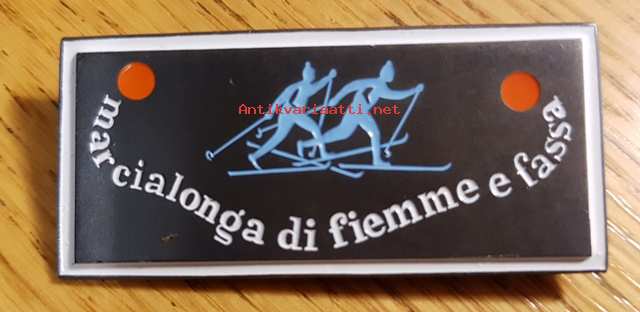 Antikvariaatti.net
marcialonga di fiemme e fassa